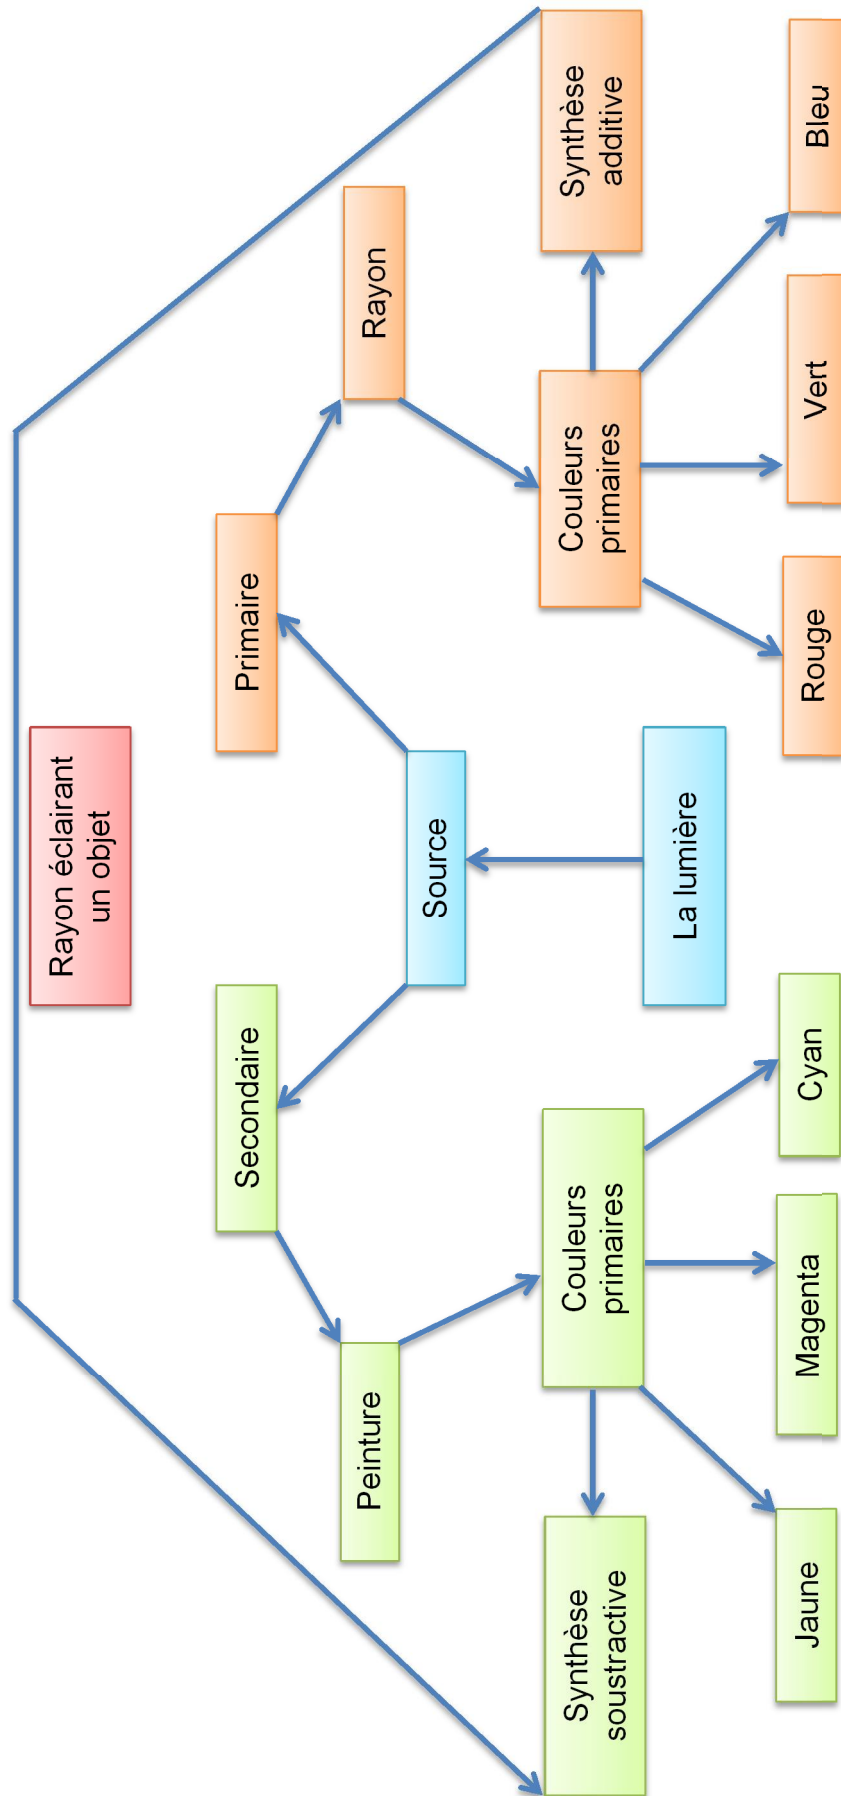 Rayon éclairant
un objet
Secondaire
Primaire
Peinture
Rayon
Source
Synthèse
soustractive
Couleurs
primaires
La lumière
Couleurs
primaires
Synthèse
additive
Jaune
Magenta
Cyan
Rouge
Vert
Bleu